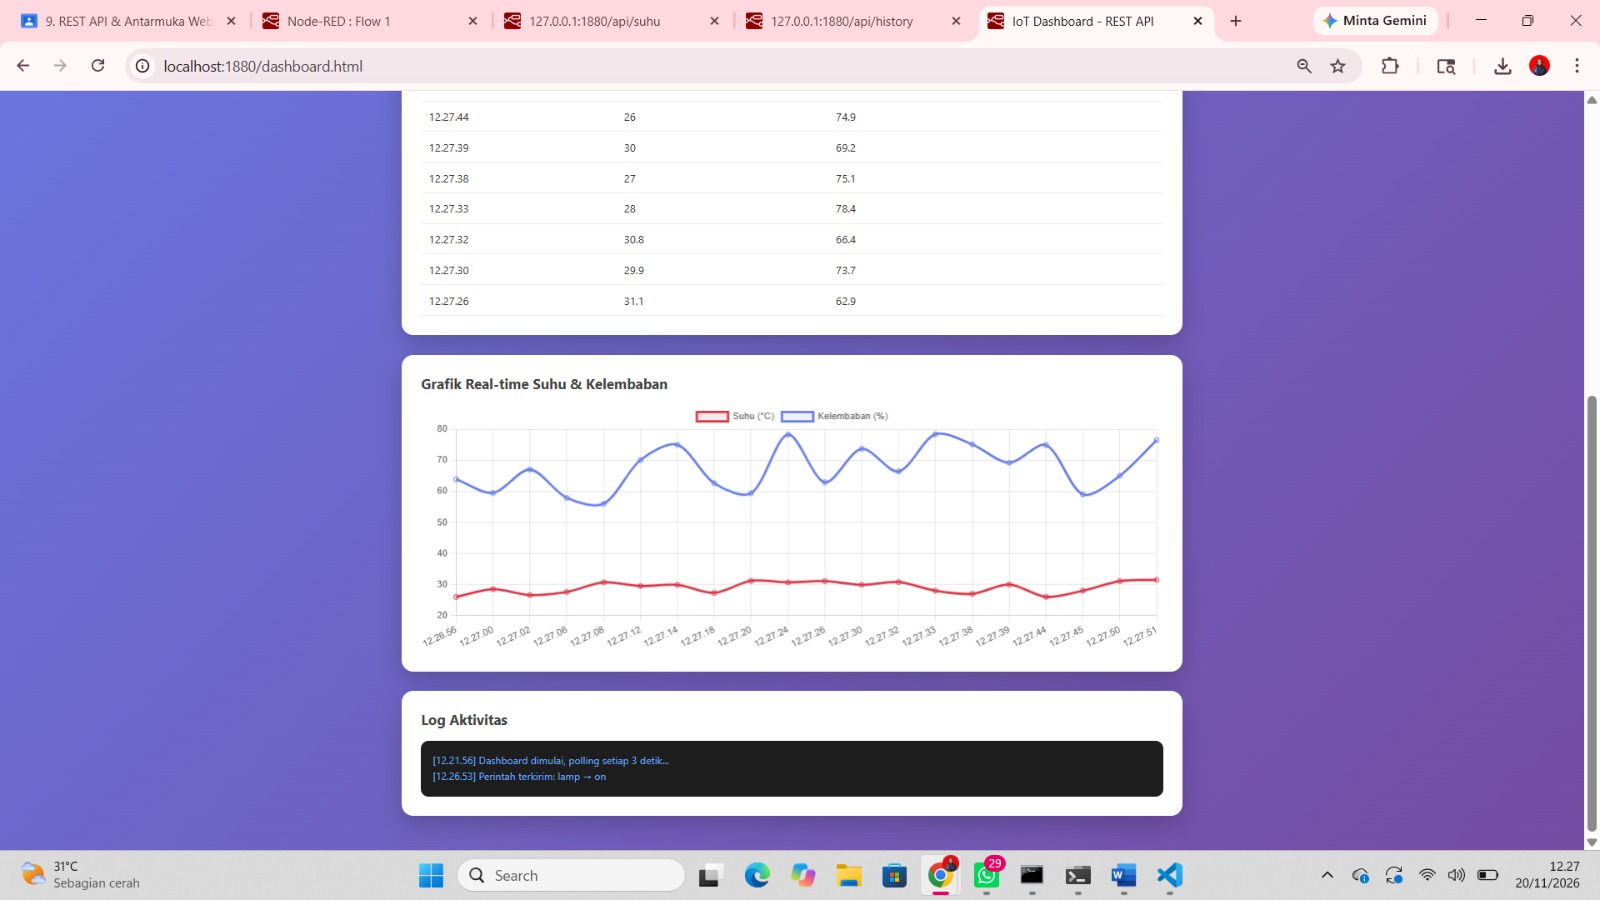 9. REST API & Antarmuka Web
Node-RED : Flow 1
127.0.0.1:1880/api/suhu
127.0.0.1:1880/api/history
IoT Dashboard - REST API
Minta Gemini
localhost:1880/dashboard.html
12.27.44 26 74.9
12.27.39 30 69.2
12.27.38 27 75.1
12.27.33 28 78.4
12.27.32 30.8 66.4
12.27.30 29.9 73.7
12.27.26 31.1 62.9
Grafik Real-time Suhu & Kelembaban
Suhu (°C) Kelembaban (%)
80
70
60
50
40
30
20
12.26.56 12.27.00 12.27.02 12.27.06 12.27.08 12.27.12 12.27.14 12.27.18 12.27.20 12.27.24 12.27.26 12.27.30 12.27.32 12.27.33 12.27.38 12.27.39 12.27.44 12.27.45 12.27.50 12.27.51
Log Aktivitas
[12.21.56] Dashboard dimulai, polling setiap 3 detik...
[12.26.53] Perintah terkirim: lamp → on
31°C
Sebagian cerah
Search
29
12.27
20/11/2026